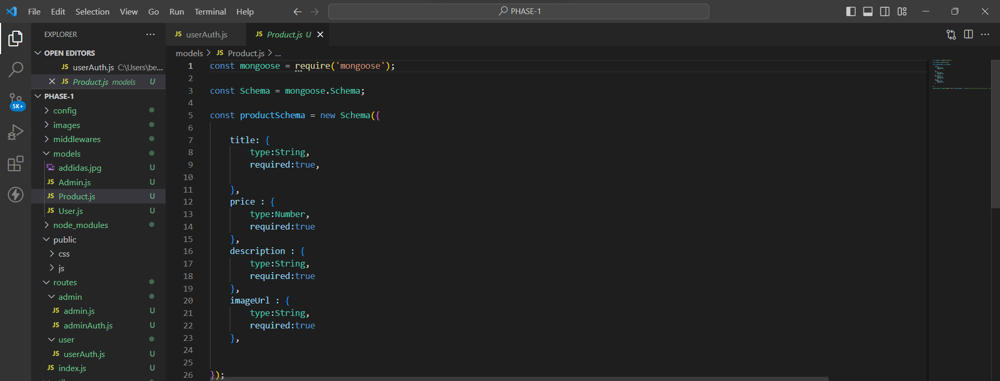 File Edit Selection View Go Run Terminal Help
PHASE-1
EXPLORER
OPEN EDITORS
JS userAuth.js C:\Users\be...
JS Product.js models U
PHASE-1
config
images
middlewares
models
addidas.jpg U
JS Admin.js U
JS Product.js U
JS User.js U
node_modules
public
css
js
routes
admin
JS admin.js U
JS adminAuth.js U
user
JS userAuth.js U
JS index.js U
5K+
JS userAuth.js
JS Product.js U
models > JS Product.js > ...
1 const mongoose = require('mongoose');
2
3 const Schema = mongoose.Schema;
4
5 const productSchema = new Schema({
6
7 title: {
8 type:String,
9 required:true,
10
11 },
12 price : {
13 type:Number,
14 required:true
15 },
16 description : {
17 type:String,
18 required:true
19 },
20 imageUrl : {
21 type:String,
22 required:true
23 },
24
25
26 });